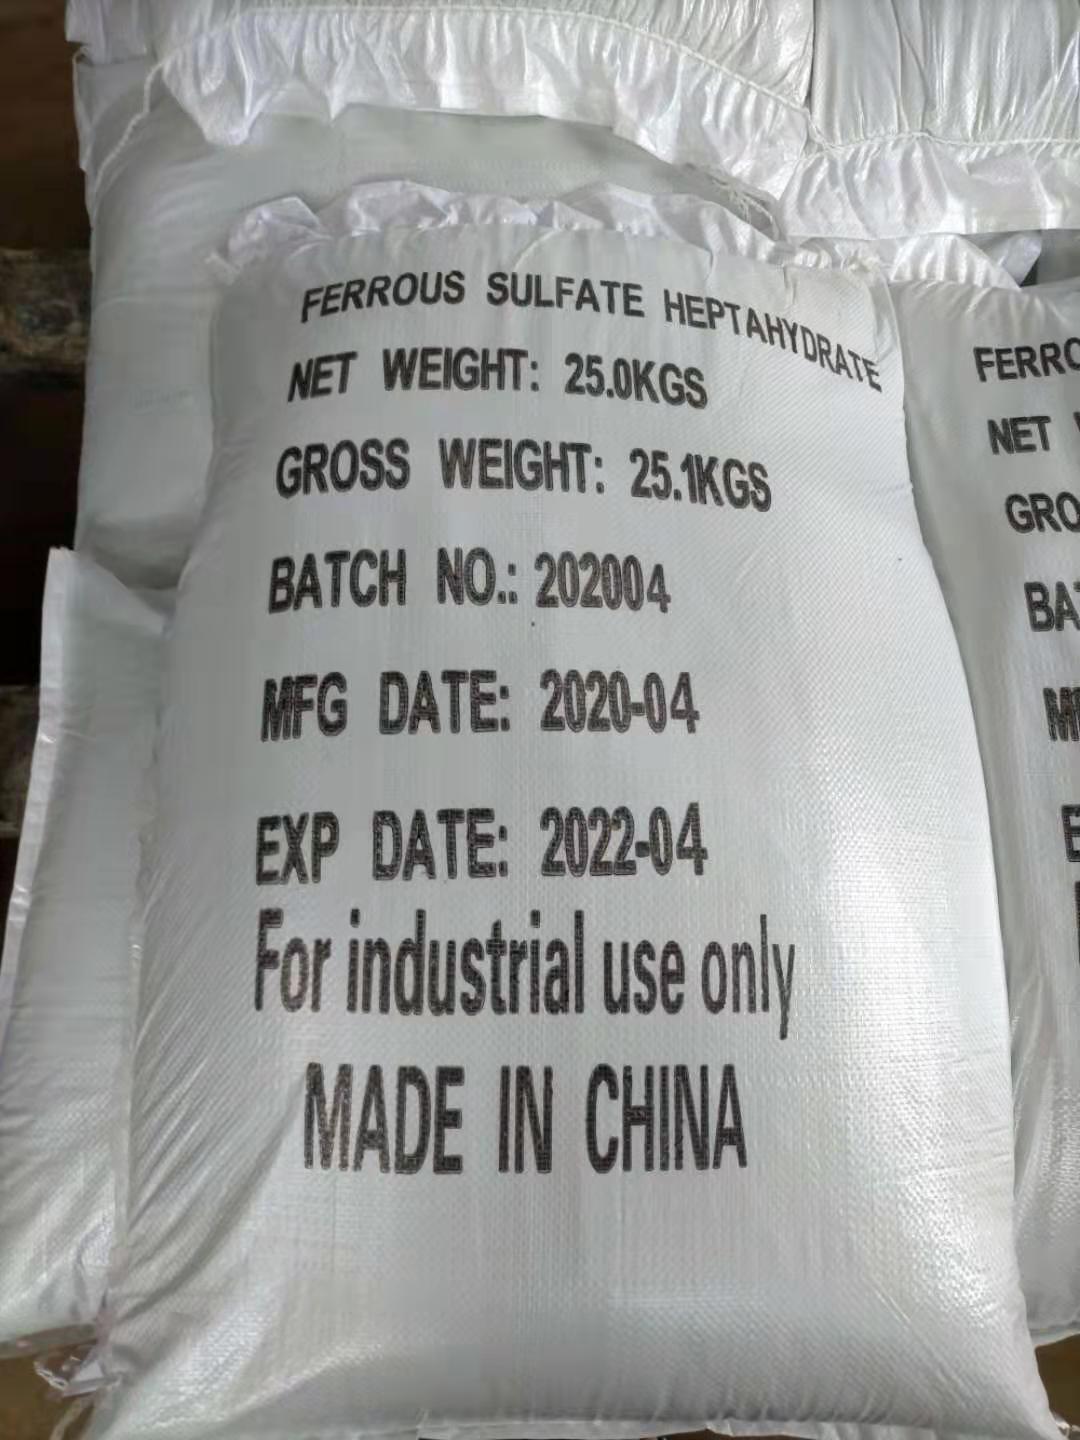 FERROUS SULFATE HEPTAHYDRATE
NET WEIGHT: 25.0KGS
GROSS WEIGHT: 25.1KGS
BATCH NO.: 202004
MFG DATE: 2020-04
EXP DATE: 2022-04
For industrial use only
MADE IN CHINA
FERRO
NET
GRO
BA
M
E